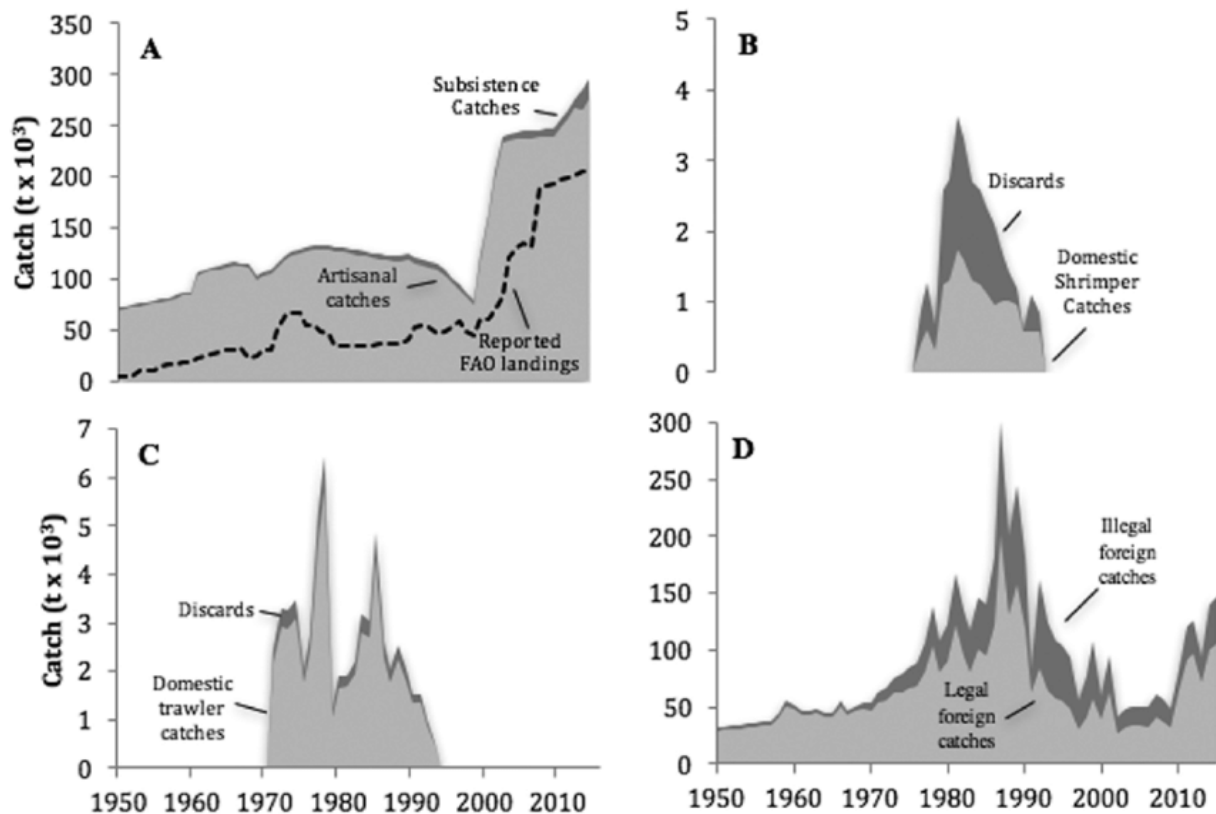 A
Catch (t x 10³)
350
300
250
200
150
100
50
0
Subsistence
Catches
Artisanal
catches
Reported
FAO landings
B
5
4
3
2
1
0
Discards
Domestic
Shrimper
Catches
C
Catch (t x 10³)
7
6
5
4
3
2
1
0
Discards
Domestic
trawler
catches
1950 1960 1970 1980 1990 2000 2010
D
300
250
200
150
100
50
0
Illegal
foreign
catches
Legal
foreign
catches
1950 1960 1970 1980 1990 2000 2010